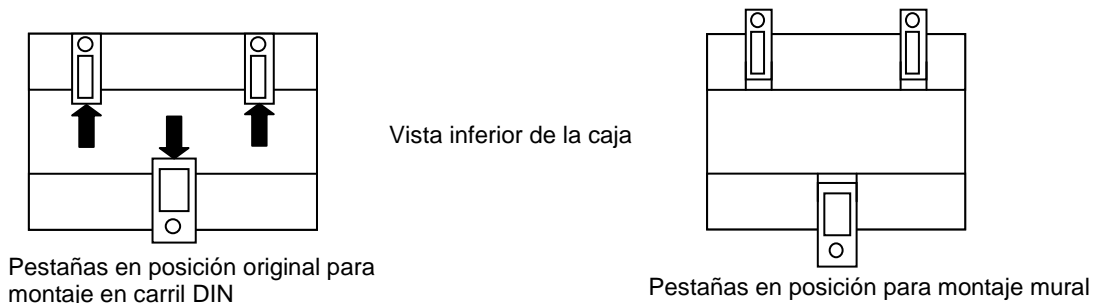 Vista inferior de la caja
Pestañas en posición original para
montaje en carril DIN
Pestañas en posición para montaje mural